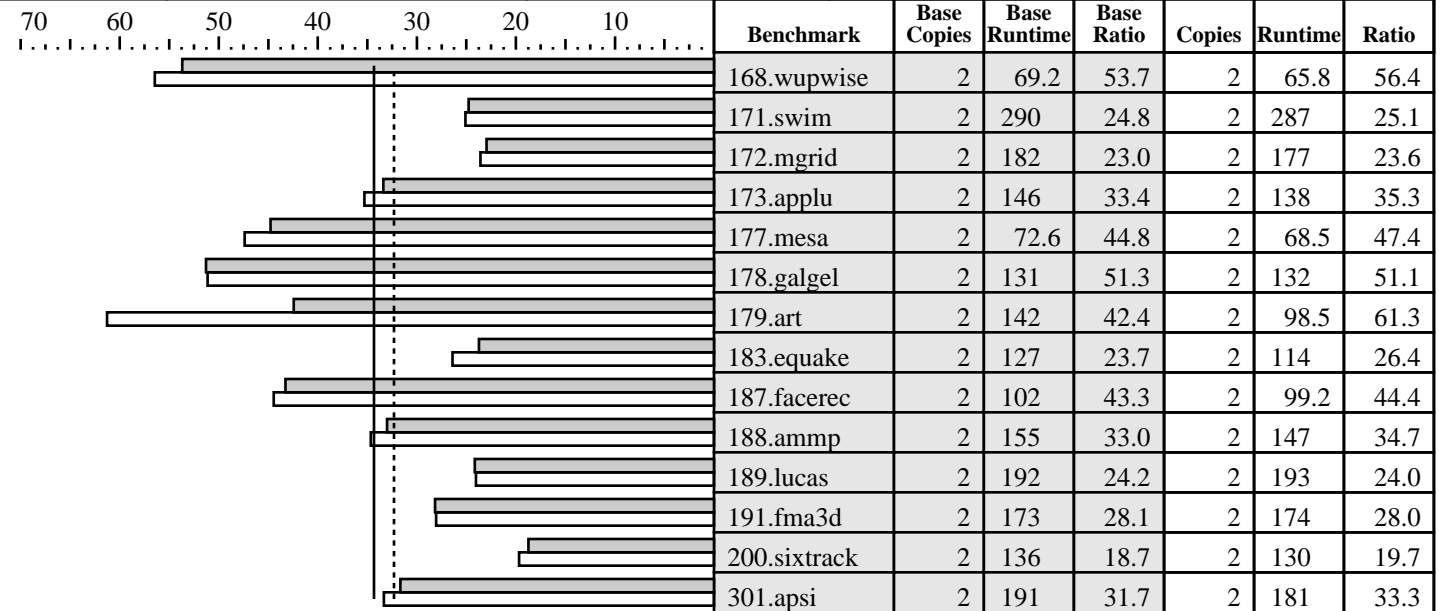 70 60 50 40 30 20 10
Benchmark Base Copies Base Runtime Base Ratio Copies Runtime Ratio
168.wupwise 2 69.2 53.7 2 65.8 56.4
171.swim 2 290 24.8 2 287 25.1
172.mgrid 2 182 23.0 2 177 23.6
173.applu 2 146 33.4 2 138 35.3
177.mesa 2 72.6 44.8 2 68.5 47.4
178.galgel 2 131 51.3 2 132 51.1
179.art 2 142 42.4 2 98.5 61.3
183.equake 2 127 23.7 2 114 26.4
187.facerec 2 102 43.3 2 99.2 44.4
188.ammp 2 155 33.0 2 147 34.7
189.lucas 2 192 24.2 2 193 24.0
191.fma3d 2 173 28.1 2 174 28.0
200.sixtrack 2 136 18.7 2 130 19.7
301.apsi 2 191 31.7 2 181 33.3